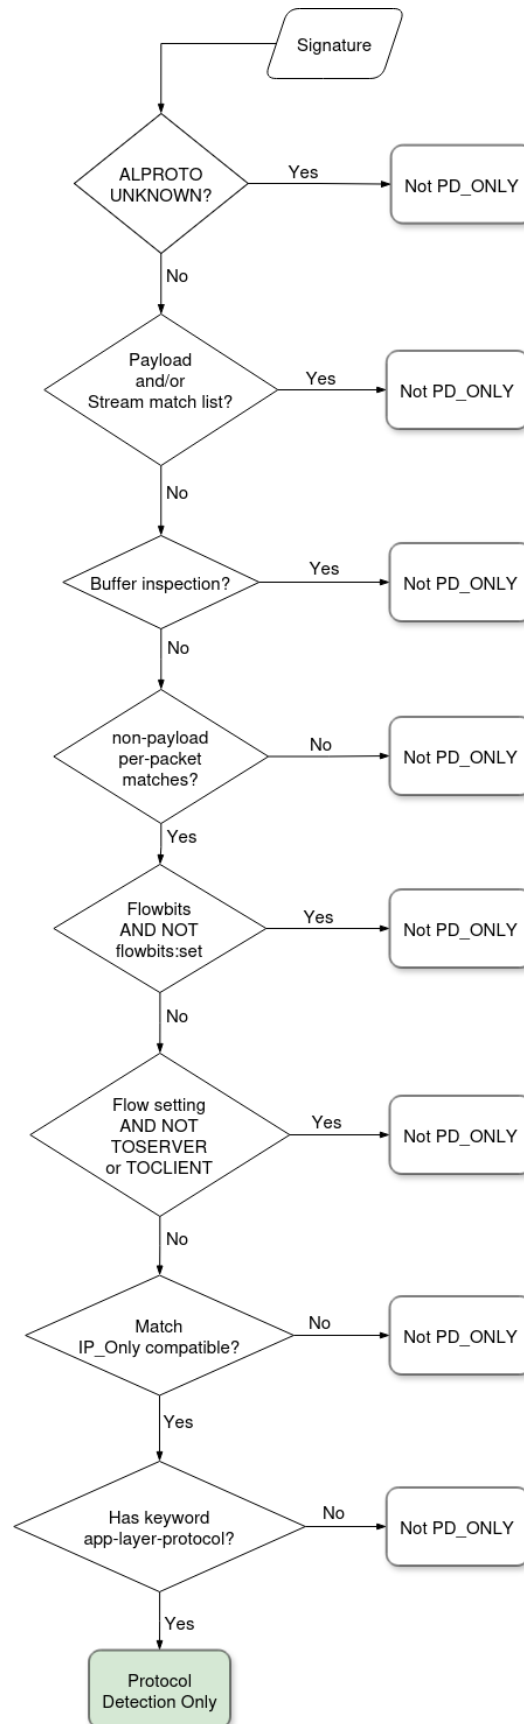 Signature
ALPROTO
UNKNOWN?
Yes
Not PD_ONLY
No
Payload
and/or
Stream match list?
Yes
Not PD_ONLY
No
Buffer inspection?
Yes
Not PD_ONLY
No
non-payload
per-packet
matches?
No
Not PD_ONLY
Yes
Flowbits
AND NOT
flowbits:set
Yes
Not PD_ONLY
No
Flow setting
AND NOT
TOSERVER
or TOCLIENT
Yes
Not PD_ONLY
No
Match
IP_Only compatible?
No
Not PD_ONLY
Yes
Has keyword
app-layer-protocol?
No
Not PD_ONLY
Yes
Protocol
Detection Only